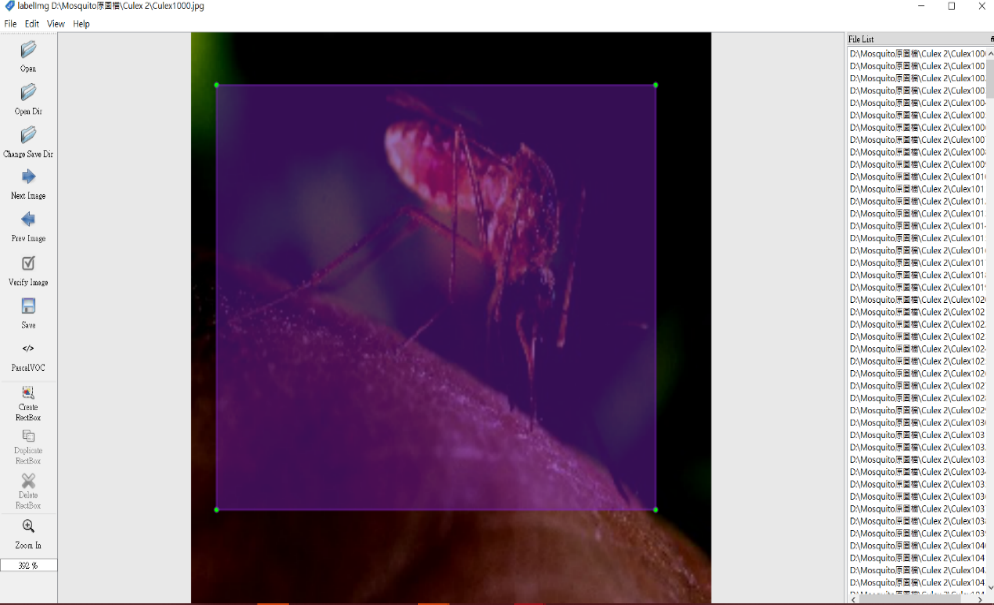 labelImg D:\Mosquito原圖檔\Culex 2\Culex1000.jpg
File Edit View Help
Open
Open Dir
Change Save Dir
Next Image
Prev Image
Verify Image
Save
</>
PascalVOC
Create
RectBox
Duplicate
RectBox
Delete
RectBox
Zoom In
392 %
File List
D:\Mosquito原圖檔\Culex 2\Culex100
D:\Mosquito原圖檔\Culex 2\Culex100
D:\Mosquito原圖檔\Culex 2\Culex100
D:\Mosquito原圖檔\Culex 2\Culex100
D:\Mosquito原圖檔\Culex 2\Culex100
D:\Mosquito原圖檔\Culex 2\Culex100
D:\Mosquito原圖檔\Culex 2\Culex100
D:\Mosquito原圖檔\Culex 2\Culex100
D:\Mosquito原圖檔\Culex 2\Culex100
D:\Mosquito原圖檔\Culex 2\Culex100
D:\Mosquito原圖檔\Culex 2\Culex101
D:\Mosquito原圖檔\Culex 2\Culex101
D:\Mosquito原圖檔\Culex 2\Culex101
D:\Mosquito原圖檔\Culex 2\Culex101
D:\Mosquito原圖檔\Culex 2\Culex101
D:\Mosquito原圖檔\Culex 2\Culex101
D:\Mosquito原圖檔\Culex 2\Culex101
D:\Mosquito原圖檔\Culex 2\Culex101
D:\Mosquito原圖檔\Culex 2\Culex101
D:\Mosquito原圖檔\Culex 2\Culex101
D:\Mosquito原圖檔\Culex 2\Culex102
D:\Mosquito原圖檔\Culex 2\Culex102
D:\Mosquito原圖檔\Culex 2\Culex102
D:\Mosquito原圖檔\Culex 2\Culex102
D:\Mosquito原圖檔\Culex 2\Culex102
D:\Mosquito原圖檔\Culex 2\Culex102
D:\Mosquito原圖檔\Culex 2\Culex102
D:\Mosquito原圖檔\Culex 2\Culex102
D:\Mosquito原圖檔\Culex 2\Culex102
D:\Mosquito原圖檔\Culex 2\Culex102
D:\Mosquito原圖檔\Culex 2\Culex103
D:\Mosquito原圖檔\Culex 2\Culex103
D:\Mosquito原圖檔\Culex 2\Culex103
D:\Mosquito原圖檔\Culex 2\Culex103
D:\Mosquito原圖檔\Culex 2\Culex103
D:\Mosquito原圖檔\Culex 2\Culex103
D:\Mosquito原圖檔\Culex 2\Culex103
D:\Mosquito原圖檔\Culex 2\Culex103
D:\Mosquito原圖檔\Culex 2\Culex103
D:\Mosquito原圖檔\Culex 2\Culex103
D:\Mosquito原圖檔\Culex 2\Culex104
D:\Mosquito原圖檔\Culex 2\Culex104
D:\Mosquito原圖檔\Culex 2\Culex104
D:\Mosquito原圖檔\Culex 2\Culex104